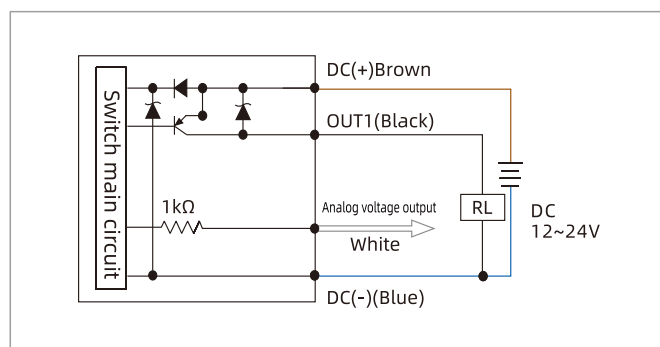 DC(+)Brown
OUT1(Black)
Switch main circuit
1kΩ
Analog voltage output
White
RL
DC
12~24V
DC(-)(Blue)